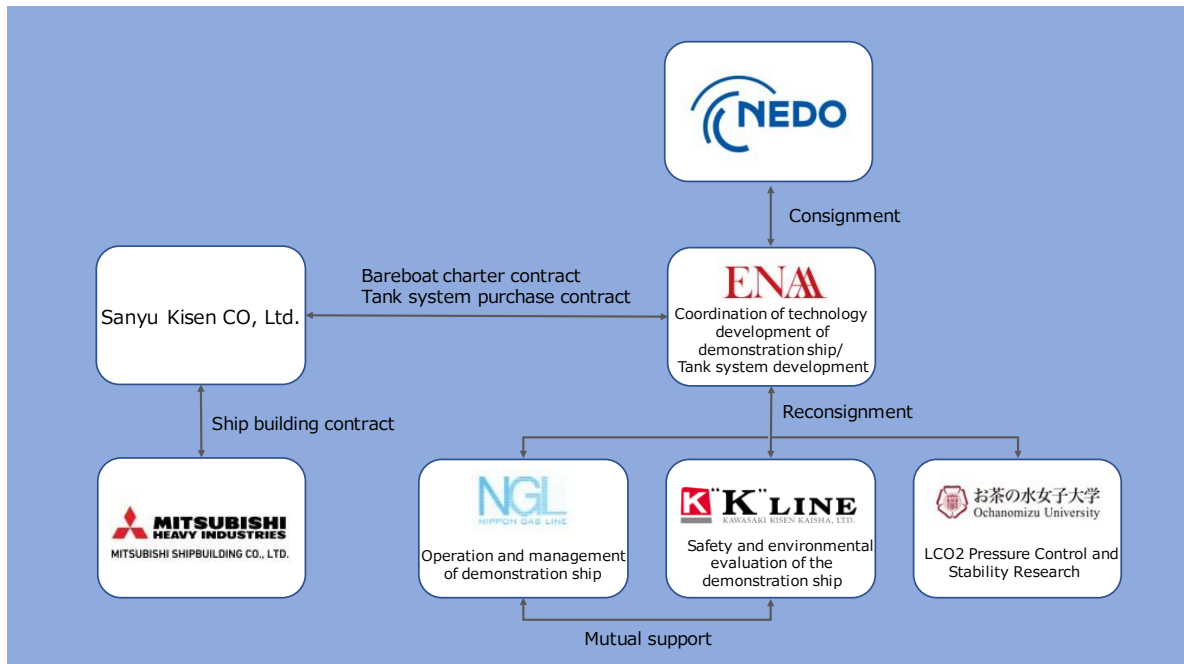 NEDO
Consignment
Bareboat charter contract
Tank system purchase contract
Sanyu Kisen CO, Ltd.
ENAA
Coordination of technology
development of
demonstration ship/
Tank system development
Ship building contract
Reconsignment
MITSUBISHI
HEAVY INDUSTRIES
MITSUBISHI SHIPBUILDING CO., LTD.
NGL
NIPPON GAS LINE
Operation and management
of demonstration ship
K "K" LINE
KAWASAKI KISEN KAISHA, LTD.
Safety and environmental
evaluation of the
demonstration ship
お茶の水女子大学
Ochanomizu University
LCO2 Pressure Control and
Stability Research
Mutual support